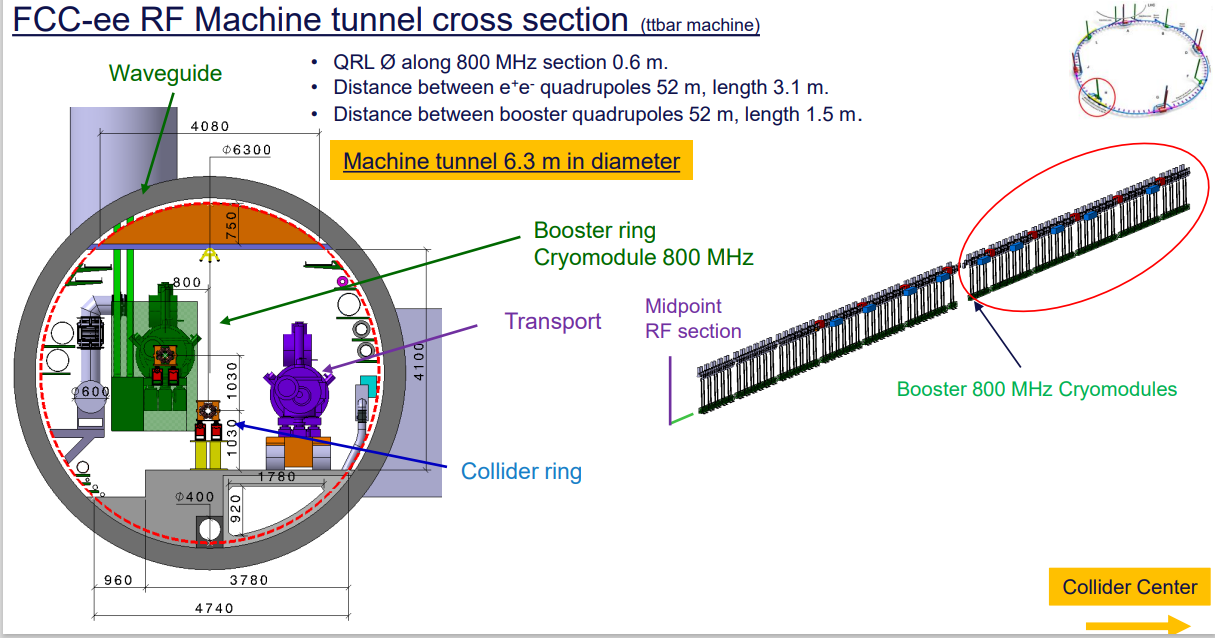 FCC-ee RF Machine tunnel cross section (ttbar machine)
• QRL Ø along 800 MHz section 0.6 m.
• Distance between e+e- quadrupoles 52 m, length 3.1 m.
• Distance between booster quadrupoles 52 m, length 1.5 m.
Machine tunnel 6.3 m in diameter
Waveguide
4080
Φ6300
750
Booster ring
Cryomodule 800 MHz
800
Transport
4100
1030
Φ600
1030
Collider ring
1780
Φ400
920
960
3780
4740
Midpoint
RF section
Booster 800 MHz Cryomodules
Collider Center